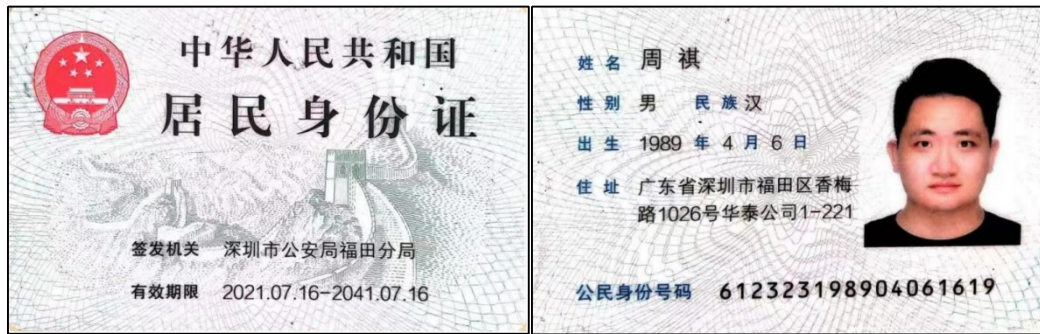 中华人民共和国
居民身份证
签发机关 深圳市公安局福田分局
有效期限 2021.07.16-2041.07.16
姓名 周祺
性别 男 民族 汉
出生 1989 年 4 月 6 日
住址 广东省深圳市福田区香梅
路1026号华泰公司1-221
公民身份号码 612323198904061619